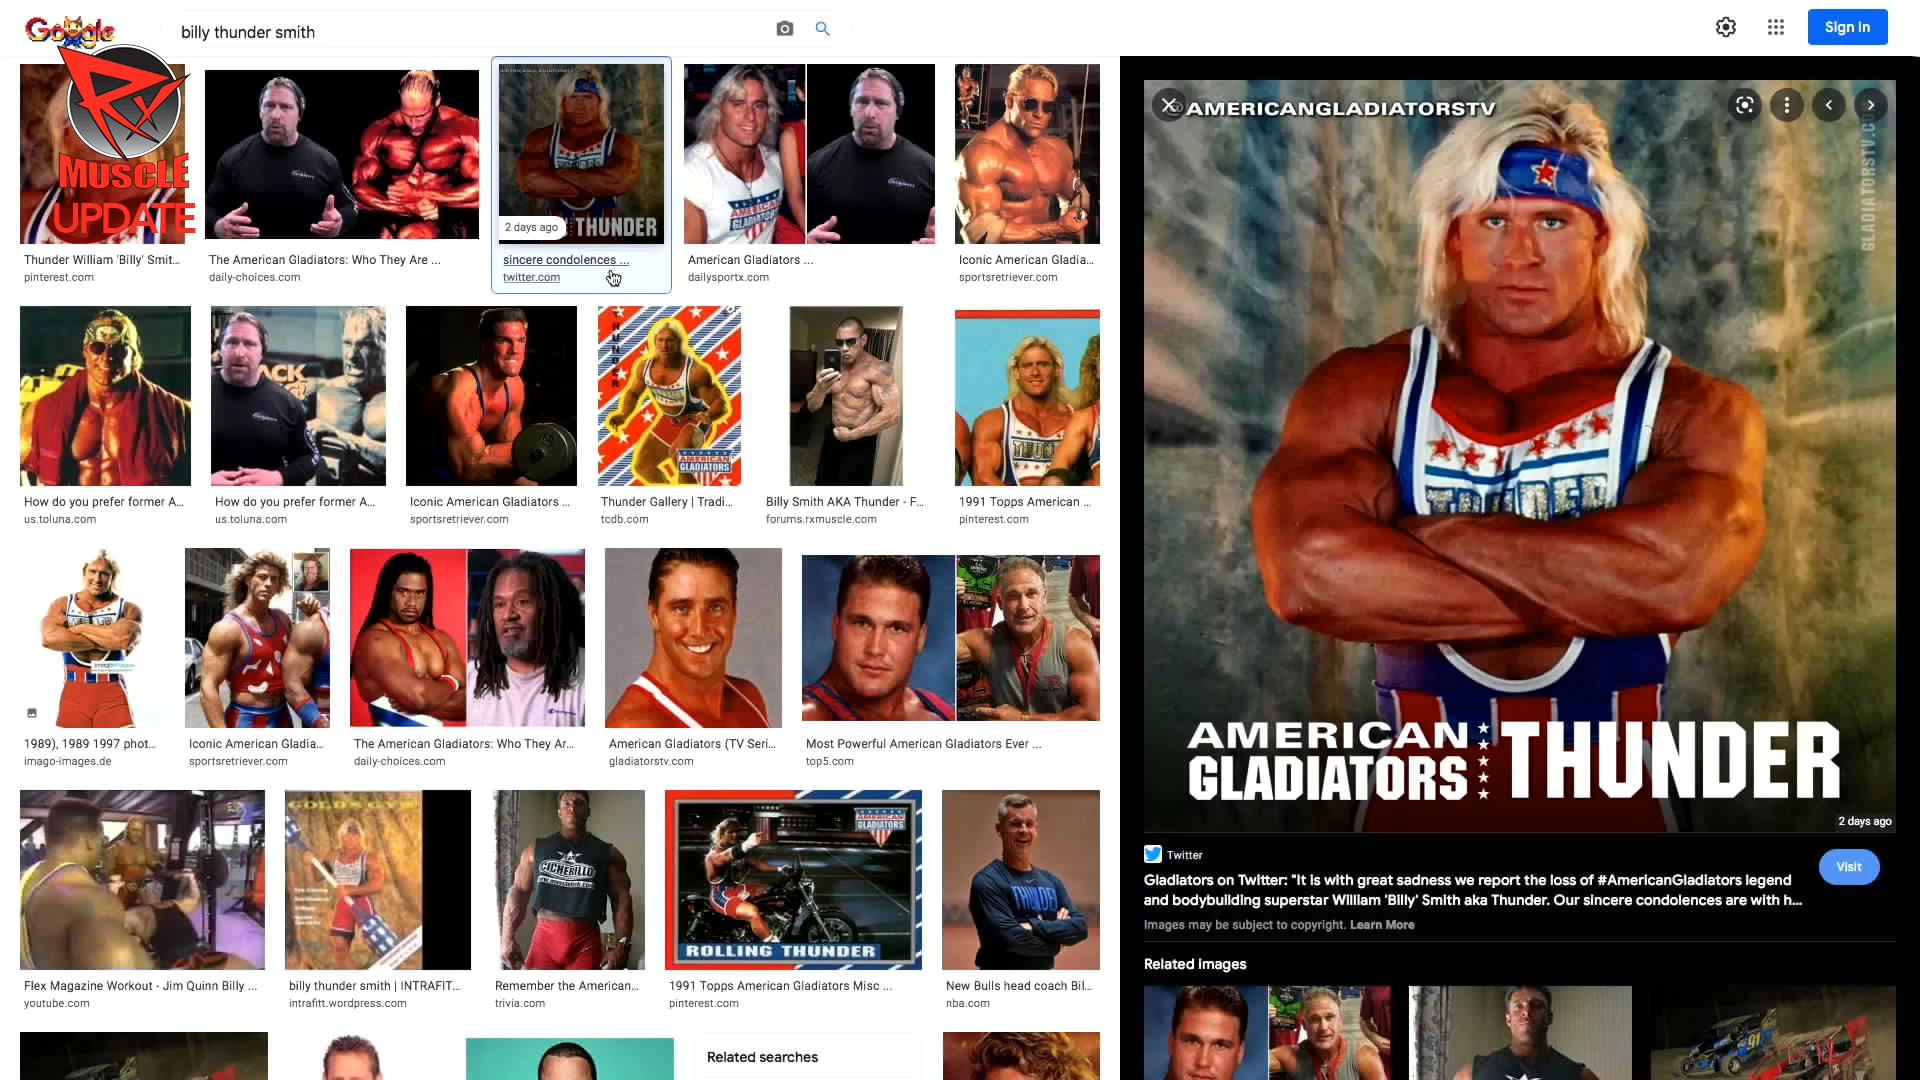 Google
billy thunder smith
Sign in
MUSCLE
UPDATE
2 days ago
THUNDER
Thunder William 'Billy' Smit...
pinterest.com
The American Gladiators: Who They Are ...
daily-choices.com
sincere condolences ...
twitter.com
American Gladiators ...
dailysportx.com
Iconic American Gladia...
sportsretriever.com
How do you prefer former A...
us.toluna.com
How do you prefer former A...
us.toluna.com
Iconic American Gladiators ...
sportsretriever.com
THUNDER
AMERICAN
GLADIATORS
Thunder Gallery | Tradi...
tcdb.com
Billy Smith AKA Thunder - F...
forums.rxmuscle.com
1991 Topps American ...
pinterest.com
1989), 1989 1997 phot...
imago-images.de
Iconic American Gladia...
sportsretriever.com
The American Gladiators: Who They Ar...
daily-choices.com
American Gladiators (TV Seri...
gladiatorstv.com
Most Powerful American Gladiators Ever ...
top5.com
GOLD'S GYM
AMERICAN
GLADIATORS
ROLLING THUNDER
Flex Magazine Workout - Jim Quinn Billy ...
youtube.com
billy thunder smith | INTRAFIT...
intrafitt.wordpress.com
Remember the American...
trivia.com
1991 Topps American Gladiators Misc ...
pinterest.com
New Bulls head coach Bil...
nba.com
Related searches
@AMERICANGLADIATORSTV
GLADIATORSTV.CO
AMERICAN
GLADIATORS
THUNDER
2 days ago
Twitter
Visit
Gladiators on Twitter: "It is with great sadness we report the loss of #AmericanGladiators legend
and bodybuilding superstar William 'Billy' Smith aka Thunder. Our sincere condolences are with h...
Images may be subject to copyright. Learn More
Related images
91